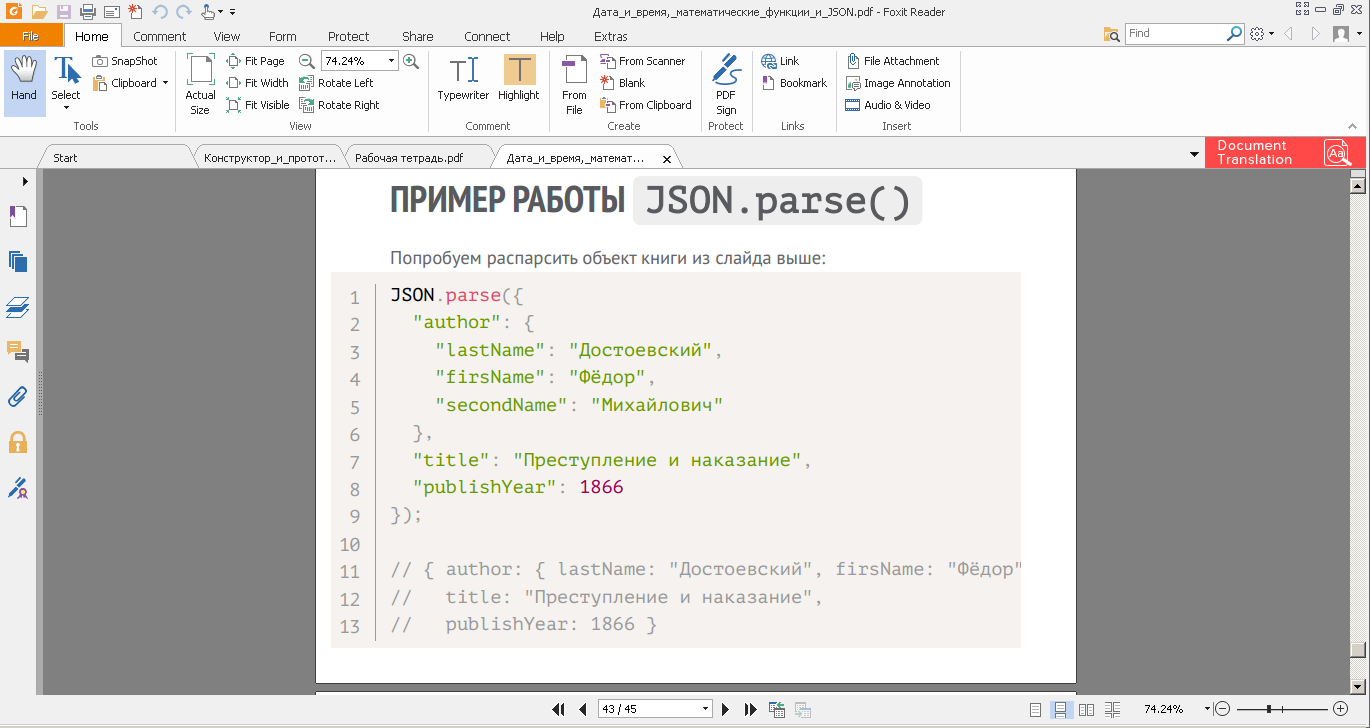 Дата_и_время,_математические_функции_и_JSON.pdf - Foxit Reader
File Home Comment View Form Protect Share Connect Help Extras Find
Hand
Select
SnapShot
Clipboard
Tools
Actual Size
Fit Page
Fit Width
Fit Visible
74.24%
Rotate Left
Rotate Right
View
Typewriter
Highlight
Comment
From File
From Scanner
Blank
From Clipboard
Create
PDF Sign
Protect
Link
Bookmark
Links
File Attachment
Image Annotation
Audio & Video
Insert
Start
Конструктор_и_протот...
Рабочая тетрадь.pdf
Дата_и_время,_математ...
Document
Translation
Aa
ПРИМЕР РАБОТЫ JSON.parse()
Попробуем распарсить объект книги из слайда выше:
1 JSON.parse({
2 "author": {
3 "lastName": "Достоевский",
4 "firsName": "Фёдор",
5 "secondName": "Михайлович"
6 },
7 "title": "Преступление и наказание",
8 "publishYear": 1866
9 });
10
11 // { author: { lastName: "Достоевский", firsName: "Фёдор"
12 // title: "Преступление и наказание",
13 // publishYear: 1866 }
43 / 45
74.24%